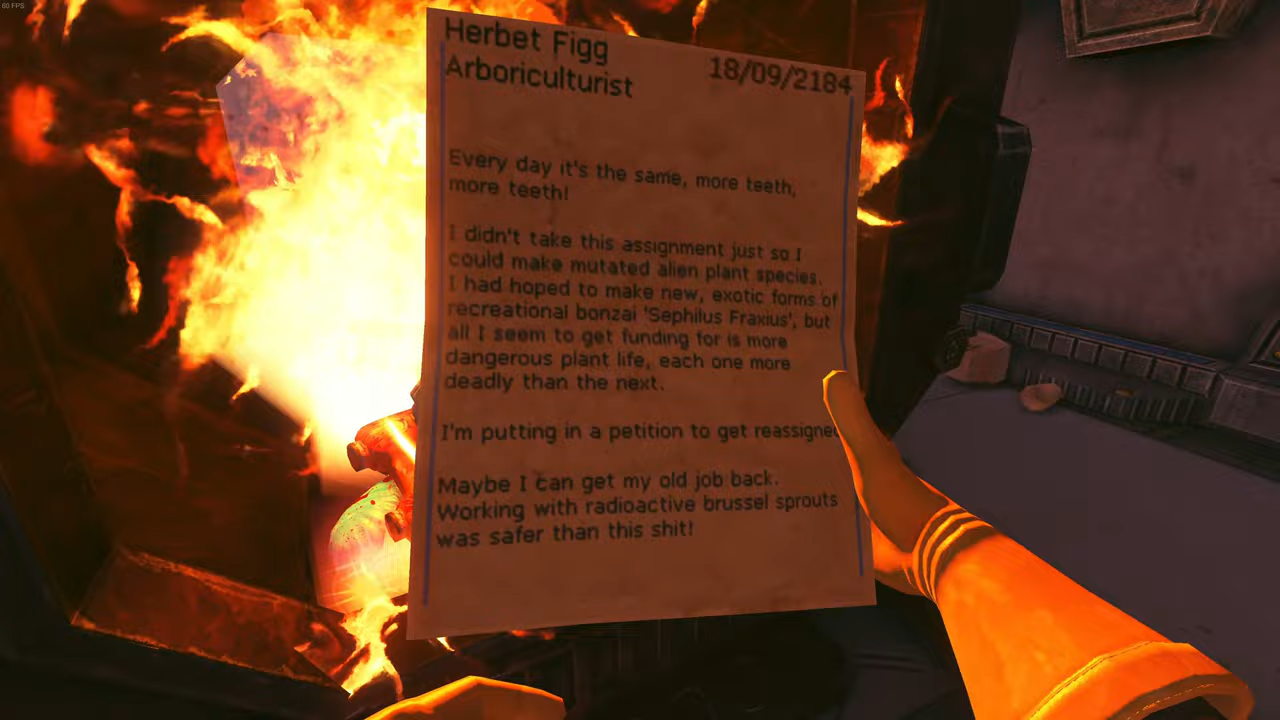 60 FPS
Herbet Figg
Arboriculturist
18/09/2184
Every day it's the same, more teeth,
more teeth!
I didn't take this assignment just so I
could make mutated alien plant species.
I had hoped to make new, exotic forms of
recreational bonzai 'Sephilus Fraxius', but
all I seem to get funding for is more
dangerous plant life, each one more
deadly than the next.
I'm putting in a petition to get reassigned
Maybe I can get my old job back.
Working with radioactive brussel sprouts
was safer than this shit!